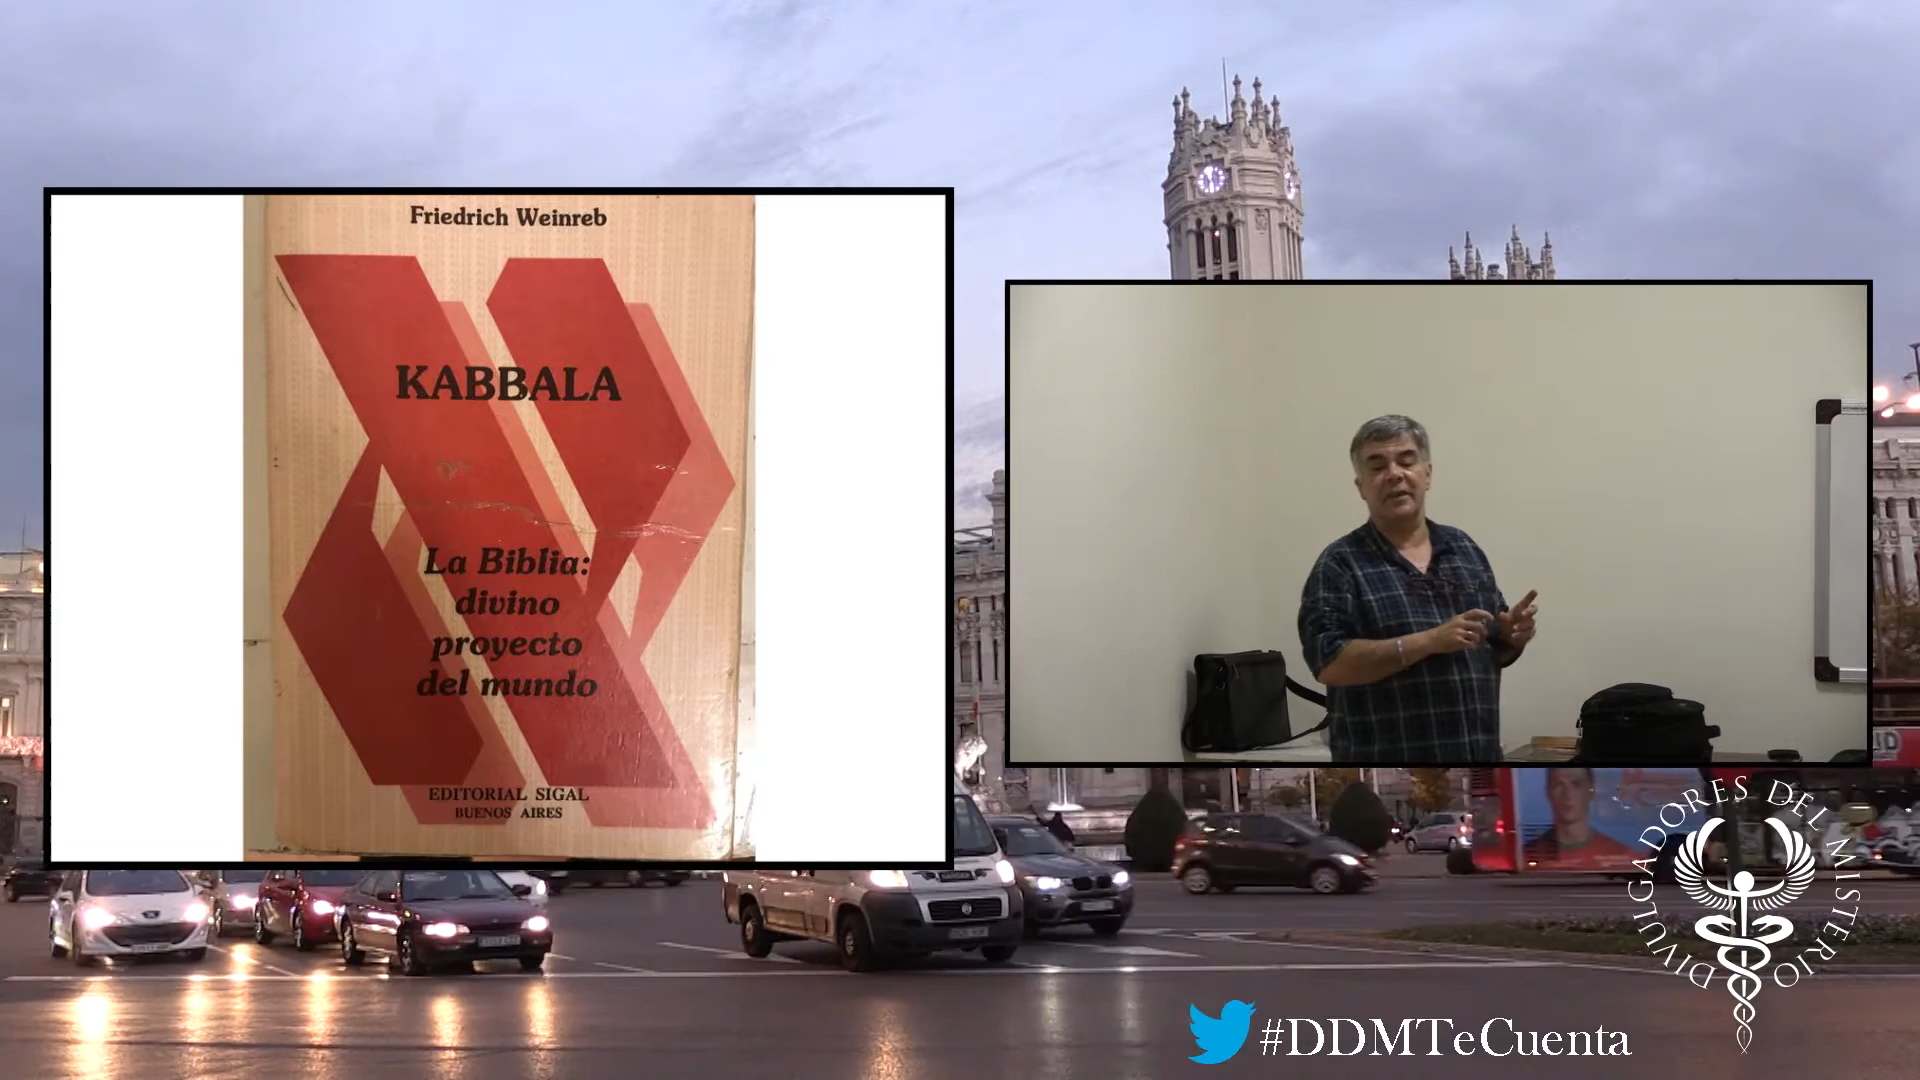 Friedrich Weinreb
KABBALA
La Biblia:
divino
proyecto
del mundo
EDITORIAL SIGAL
BUENOS AIRES
DIVULGADORES DEL MISTERIO
#DDMTeCuenta